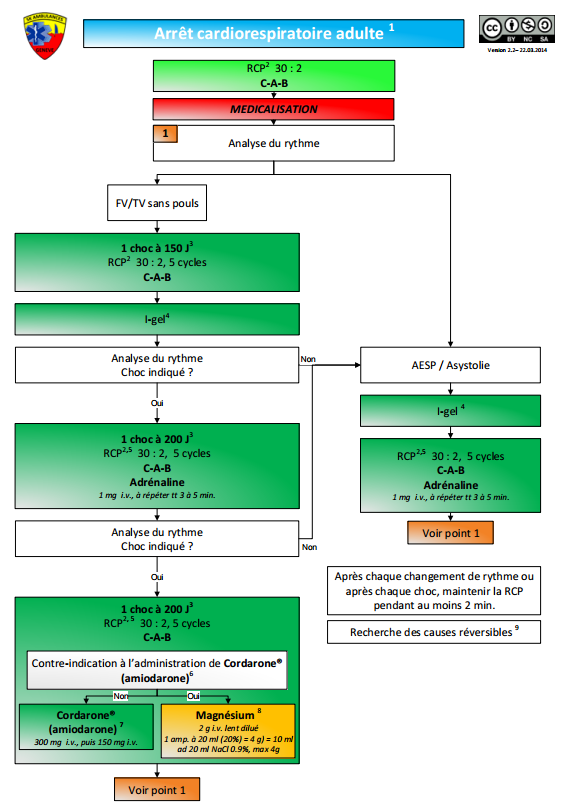 SE AMBULANCES
GENEVE
Arrêt cardiorespiratoire adulte 1
cc
BY NC SA
Version 2.2– 22.03.2014
RCP2 30 : 2
C-A-B
MEDICALISATION
1
Analyse du rythme
FV/TV sans pouls
1 choc à 150 J3
RCP2 30 : 2, 5 cycles
C-A-B
I-gel4
Analyse du rythme
Choc indiqué ?
Non
AESP / Asystolie
Oui
I-gel 4
1 choc à 200 J3
RCP2,5 30 : 2, 5 cycles
C-A-B
Adrénaline
1 mg i.v., à répéter tt 3 à 5 min.
RCP2,5 30 : 2, 5 cycles
C-A-B
Adrénaline
1 mg i.v., à répéter tt 3 à 5 min.
Analyse du rythme
Choc indiqué ?
Non
Voir point 1
Oui
Après chaque changement de rythme ou
après chaque choc, maintenir la RCP
pendant au moins 2 min.
Recherche des causes réversibles 9
1 choc à 200 J3
RCP2, 5 30 : 2, 5 cycles
C-A-B
Contre-indication à l'administration de Cordarone®
(amiodarone)6
Non
Oui
Cordarone®
(amiodarone) 7
300 mg i.v., puis 150 mg i.v.
Magnésium 8
2 g i.v. lent dilué
1 amp. à 20 ml (20%) = 4 g) = 10 ml
ad 20 ml NaCl 0.9%, max 4g
Voir point 1